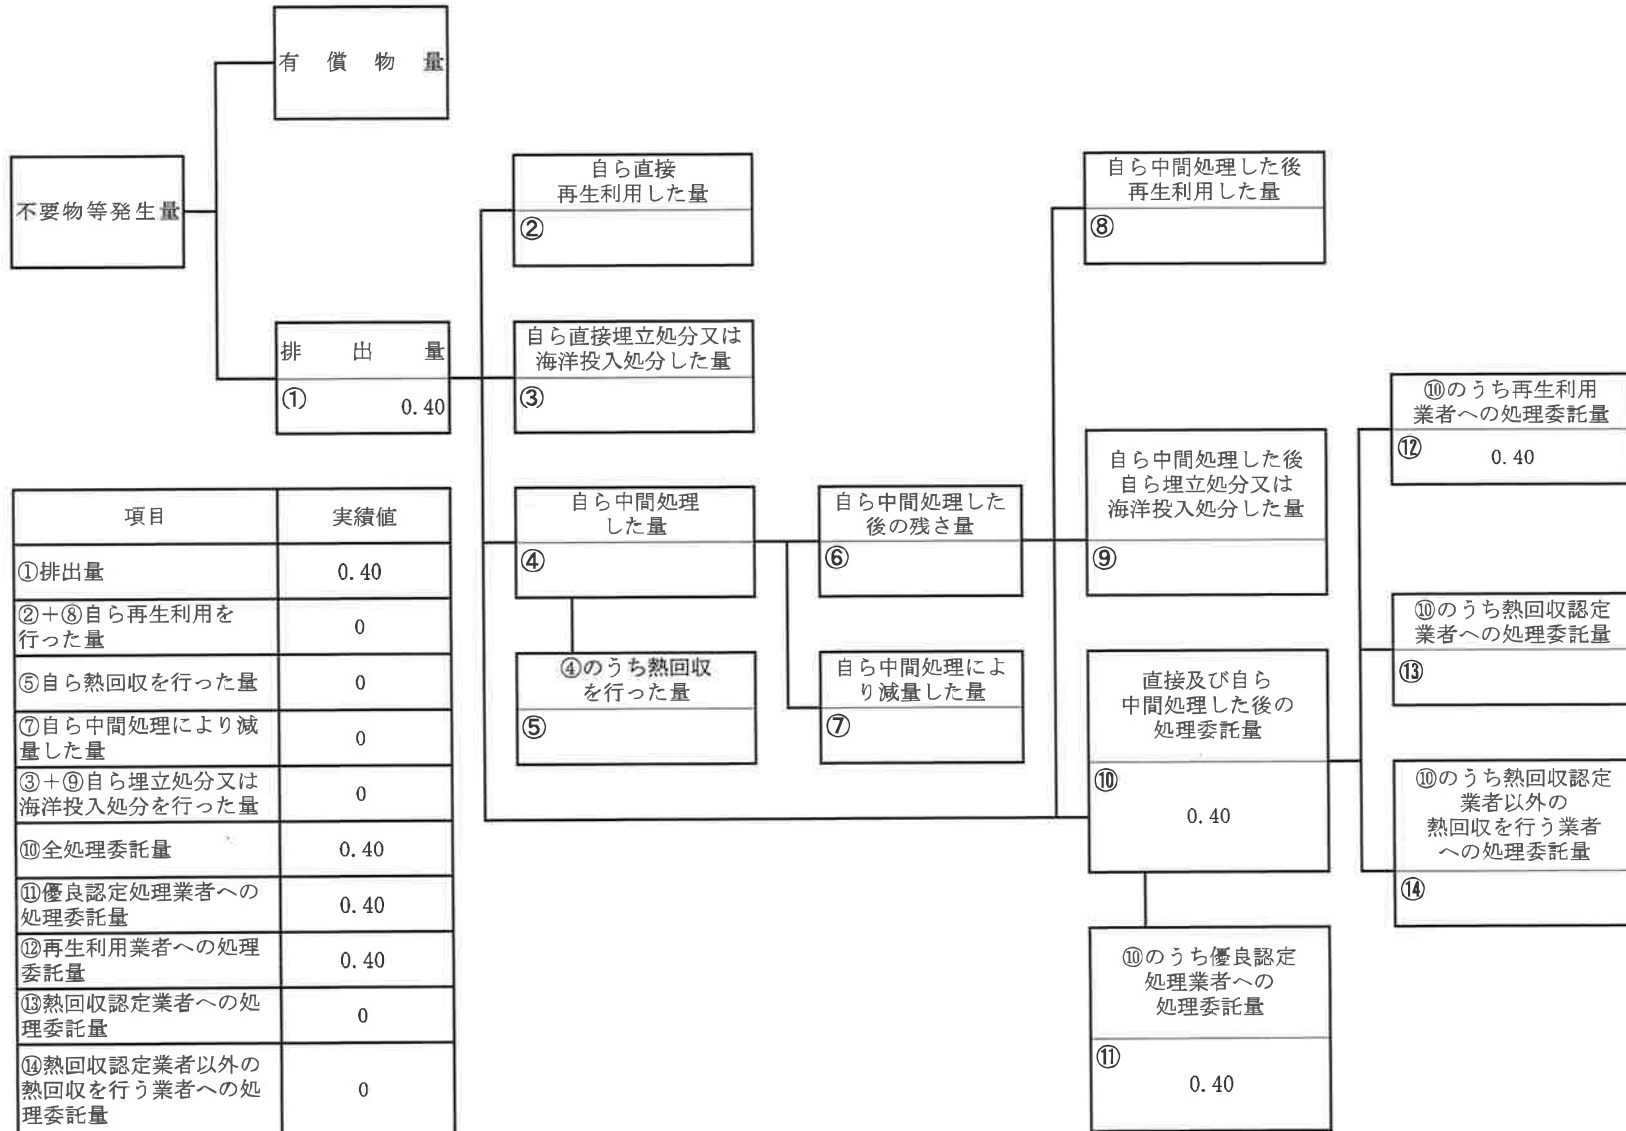 有償物量
不要物等発生量
排出量
①
0.40
自ら直接
再生利用した量
②
自ら直接埋立処分又は
海洋投入処分した量
③
自ら中間処理
した量
④
④のうち熱回収
を行った量
⑤
自ら中間処理した
後の残さ量
⑥
自ら中間処理によ
り減量した量
⑦
自ら中間処理した後
再生利用した量
⑧
自ら中間処理した後
自ら埋立処分又は
海洋投入処分した量
⑨
直接及び自ら
中間処理した後の
処理委託量
⑩
0.40
⑩のうち優良認定
処理業者への
処理委託量
⑪
0.40
⑩のうち再生利用
業者への処理委託量
⑫
0.40
⑩のうち熱回収認定
業者への処理委託量
⑬
⑩のうち熱回収認定
業者以外の
熱回収を行う業者
への処理委託量
⑭
項目 実績値
①排出量 0.40
②+⑧自ら再生利用を
行った量 0
⑤自ら熱回収を行った量 0
⑦自ら中間処理により減
量した量 0
③+⑨自ら埋立処分又は
海洋投入処分を行った量 0
⑩全処理委託量 0.40
⑪優良認定処理業者への
処理委託量 0.40
⑫再生利用業者への処理
委託量 0.40
⑬熱回収認定業者への処
理委託量 0
⑭熱回収認定業者以外の
熱回収を行う業者への処 0
理委託量